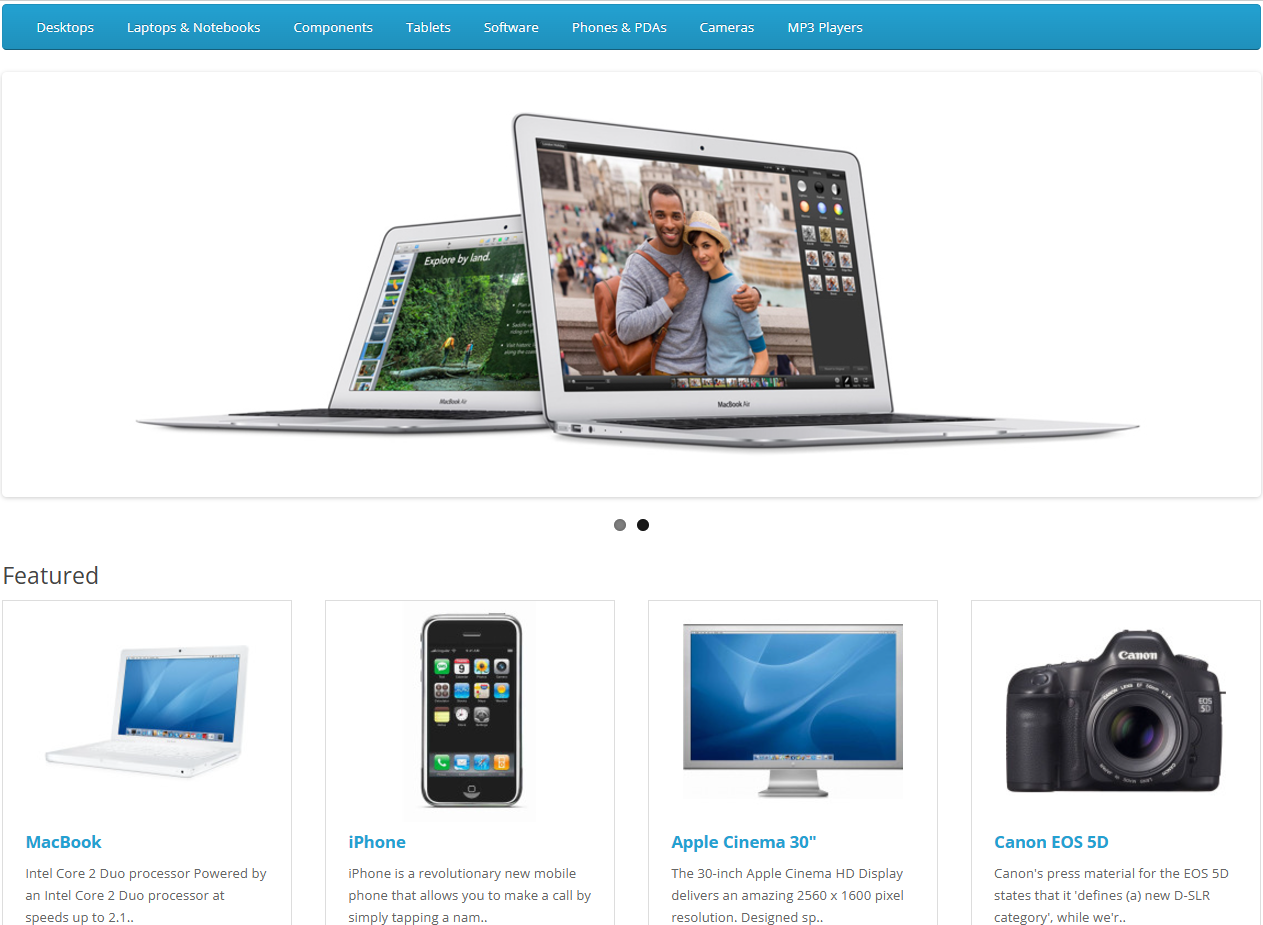 Desktops Laptops & Notebooks Components Tablets Software Phones & PDAs Cameras MP3 Players
Explore by land.
MacBook Air
MacBook Air
Featured
Canon
EOS
5D
MacBook
Intel Core 2 Duo processor Powered by
an Intel Core 2 Duo processor at
speeds up to 2.1..
iPhone
iPhone is a revolutionary new mobile
phone that allows you to make a call by
simply tapping a nam..
Apple Cinema 30"
The 30-inch Apple Cinema HD Display
delivers an amazing 2560 x 1600 pixel
resolution. Designed sp..
Canon EOS 5D
Canon's press material for the EOS 5D
states that it 'defines (a) new D-SLR
category', while we'r..